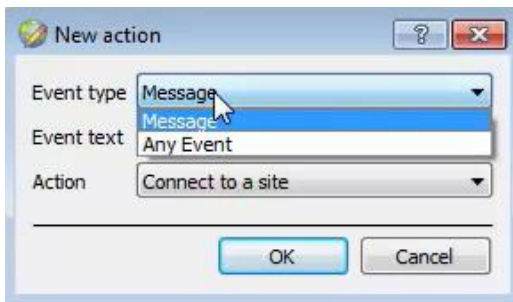 New action
Event type Message
Message
Event text Any Event
Action Connect to a site
OK Cancel